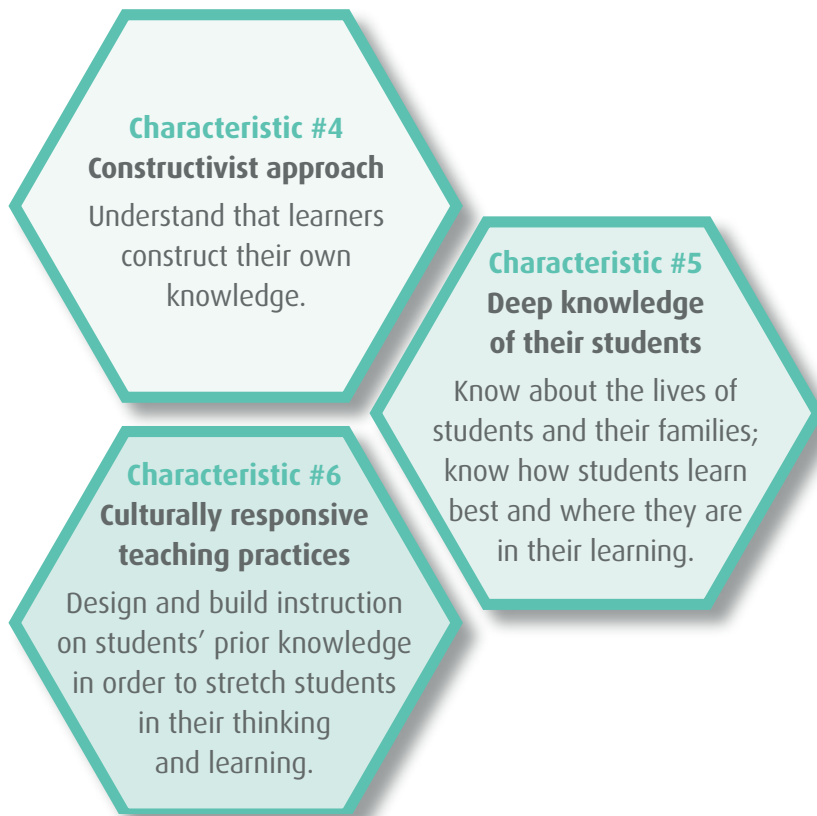 Characteristic #4
Constructivist approach
Understand that learners
construct their own
knowledge.
Characteristic #5
Deep knowledge
of their students
Know about the lives of
students and their families;
know how students learn
best and where they are
in their learning.
Characteristic #6
Culturally responsive
teaching practices
Design and build instruction
on students’ prior knowledge
in order to stretch students
in their thinking
and learning.